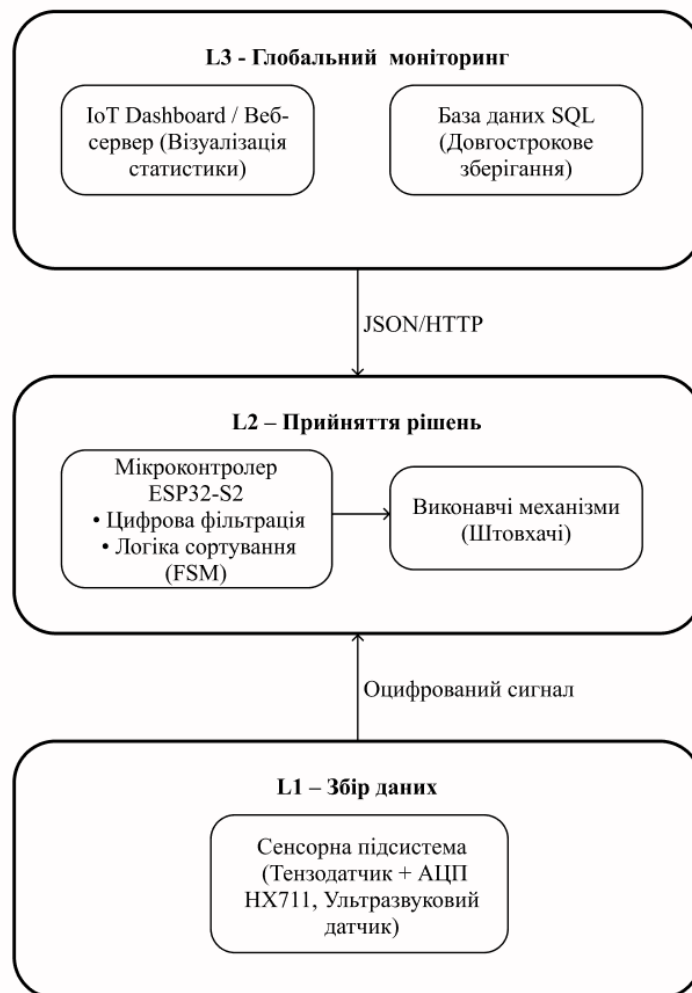 L3 - Глобальний моніторинг
IoT Dashboard / Веб-
сервер (Візуалізація
статистики)
База даних SQL
(Довгострокове
зберігання)
JSON/HTTP
L2 – Прийняття рішень
Мікроконтролер
ESP32-S2
• Цифрова фільтрація
• Логіка сортування
(FSM)
Виконавчі механізми
(Штовхачі)
Оцифрований сигнал
L1 – Збір даних
Сенсорна підсистема
(Тензодатчик + АЦП
HX711, Ультразвуковий
датчик)